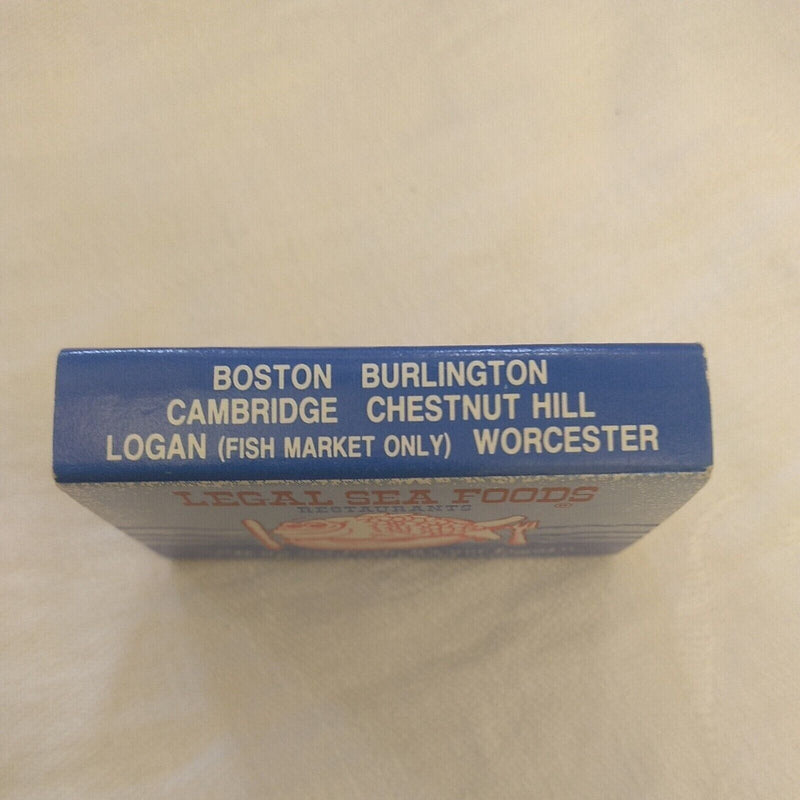 BOSTON BURLINGTON
CAMBRIDGE CHESTNUT HILL
LOGAN (FISH MARKET ONLY) WORCESTER
LEGAL SEA FOODS ®
RESTAURANTS